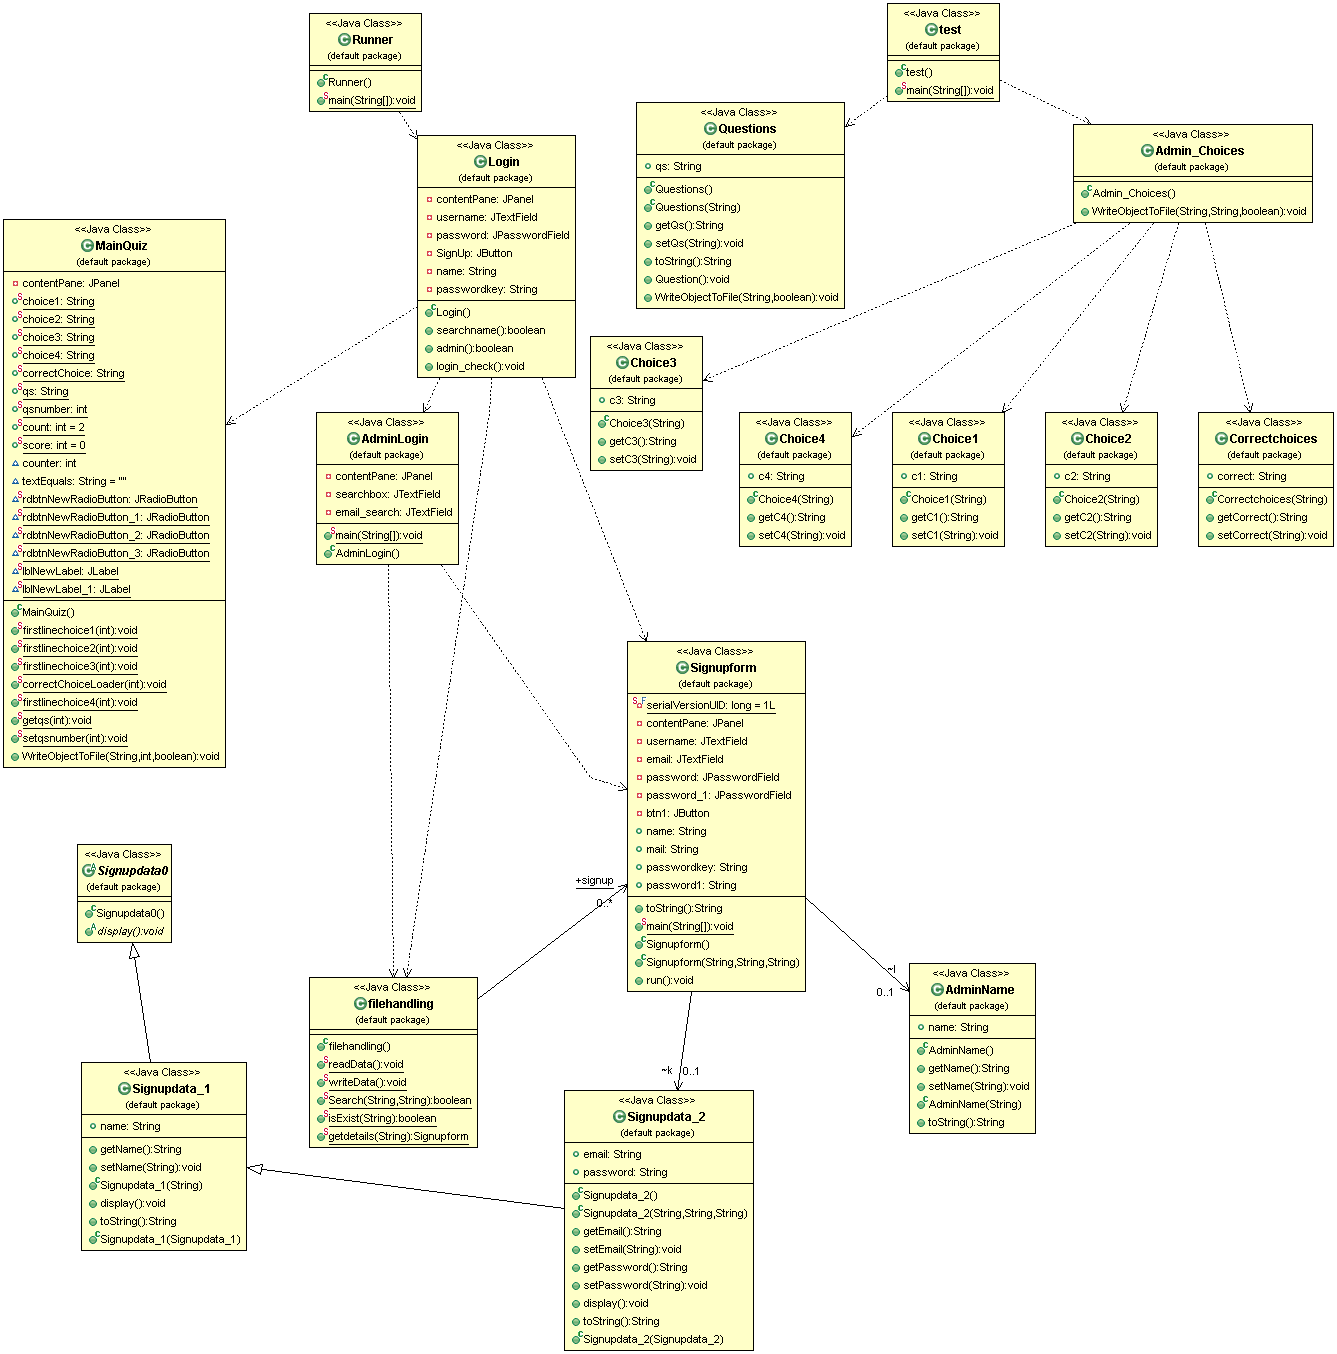 <<Java Class>>
Runner
(default package)
Runner()
main(String[]):void
<<Java Class>>
test
(default package)
test()
main(String[]):void
<<Java Class>>
Questions
(default package)
qs: String
Questions()
Questions(String)
getQs():String
setQs(String):void
toString():String
Question():void
WriteObjectToFile(String,boolean):void
<<Java Class>>
Admin_Choices
(default package)
Admin_Choices()
WriteObjectToFile(String,String,boolean):void
<<Java Class>>
Login
(default package)
contentPane: JPanel
username: JTextField
password: JPasswordField
SignUp: JButton
name: String
passwordkey: String
Login()
searchname():boolean
admin():boolean
login_check():void
<<Java Class>>
MainQuiz
(default package)
contentPane: JPanel
choice1: String
choice2: String
choice3: String
choice4: String
correctChoice: String
qs: String
qsnumber: int
count: int = 2
score: int = 0
counter: int
textEquals: String = ""
rdbtnNewRadioButton: JRadioButton
rdbtnNewRadioButton_1: JRadioButton
rdbtnNewRadioButton_2: JRadioButton
rdbtnNewRadioButton_3: JRadioButton
lblNewLabel: JLabel
lblNewLabel_1: JLabel
MainQuiz()
firstlinechoice1(int):void
firstlinechoice2(int):void
firstlinechoice3(int):void
correctChoiceLoader(int):void
firstlinechoice4(int):void
getqs(int):void
setqsnumber(int):void
WriteObjectToFile(String,int,boolean):void
<<Java Class>>
Choice3
(default package)
c3: String
Choice3(String)
getC3():String
setC3(String):void
<<Java Class>>
AdminLogin
(default package)
contentPane: JPanel
searchbox: JTextField
email_search: JTextField
main(String[]):void
AdminLogin()
<<Java Class>>
Choice4
(default package)
c4: String
Choice4(String)
getC4():String
setC4(String):void
<<Java Class>>
Choice1
(default package)
c1: String
Choice1(String)
getC1():String
setC1(String):void
<<Java Class>>
Choice2
(default package)
c2: String
Choice2(String)
getC2():String
setC2(String):void
<<Java Class>>
Correctchoices
(default package)
correct: String
Correctchoices(String)
getCorrect():String
setCorrect(String):void
<<Java Class>>
Signupform
(default package)
serialVersionUID: long = 1L
contentPane: JPanel
username: JTextField
email: JTextField
password: JPasswordField
password_1: JPasswordField
btn1: JButton
name: String
mail: String
passwordkey: String
password1: String
toString():String
main(String[]):void
Signupform()
Signupform(String,String,String)
run():void
+signup
0..*
<<Java Class>>
Signupdata0
(default package)
Signupdata0()
display():void
<<Java Class>>
filehandling
(default package)
filehandling()
readData():void
writeData():void
Search(String,String):boolean
isExist(String):boolean
getdetails(String):Signupform
~l
0..1
<<Java Class>>
AdminName
(default package)
name: String
AdminName()
getName():String
setName(String):void
AdminName(String)
toString():String
~k
0..1
<<Java Class>>
Signupdata_1
(default package)
name: String
getName():String
setName(String):void
Signupdata_1(String)
display():void
toString():String
Signupdata_1(Signupdata_1)
<<Java Class>>
Signupdata_2
(default package)
email: String
password: String
Signupdata_2()
Signupdata_2(String,String,String)
getEmail():String
setEmail(String):void
getPassword():String
setPassword(String):void
display():void
toString():String
Signupdata_2(Signupdata_2)